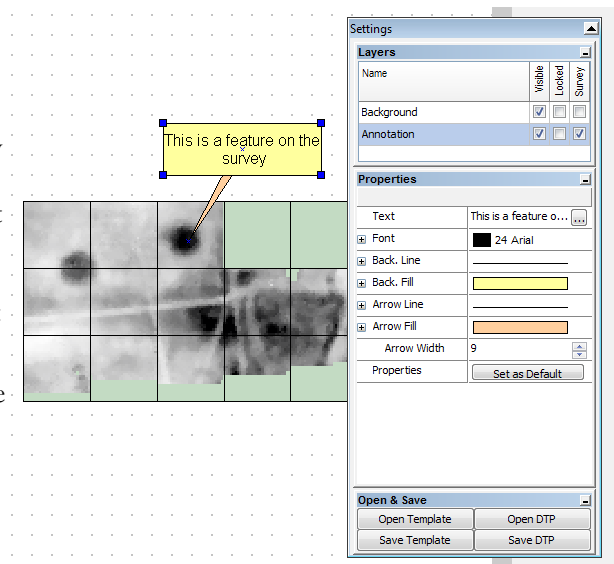 Settings
Layers
Name
Visible
Locked
Survey
Background
Annotation
This is a feature on the
survey
Properties
Text This is a feature o... ...
Font 24 Arial
Back. Line
Back. Fill
Arrow Line
Arrow Fill
Arrow Width 9
Properties Set as Default
Open & Save
Open Template Open DTP
Save Template Save DTP